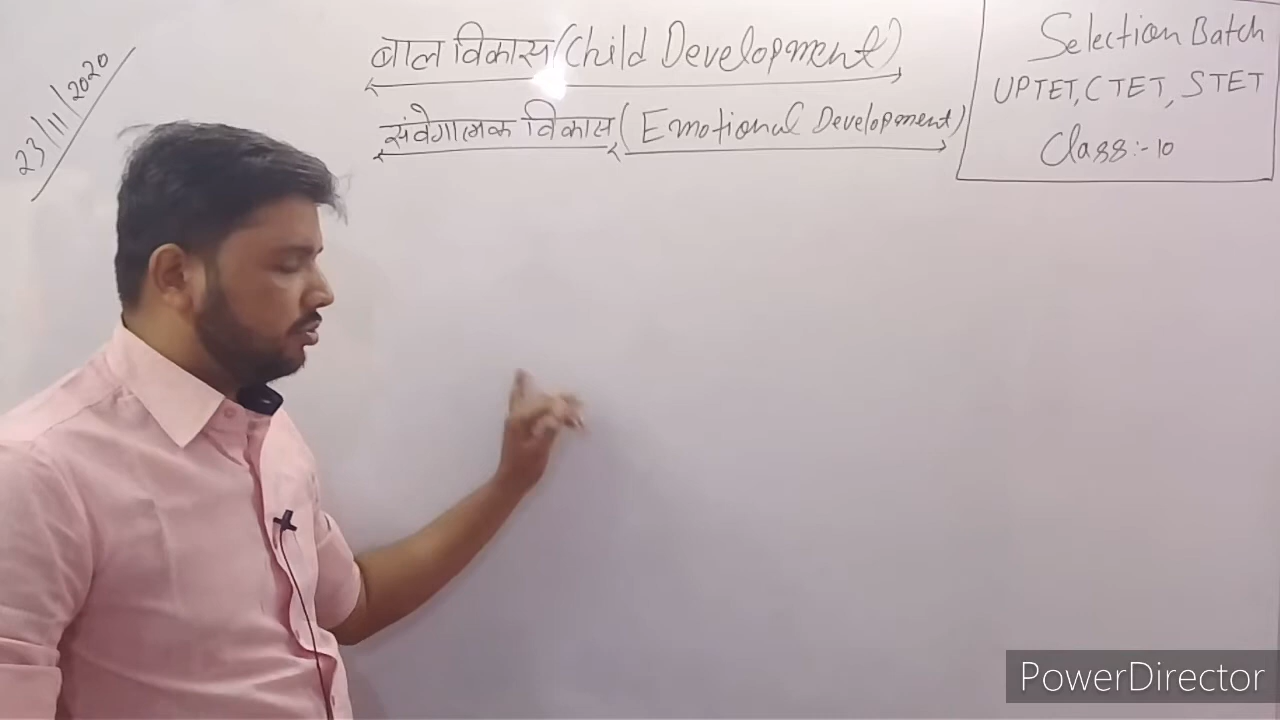 23/11/2020
बाल विकास (Child Development)
संवेगात्मक विकास (Emotional Development)
Selection Batch
UPTET, CTET, STET
Class:- 10
PowerDirector